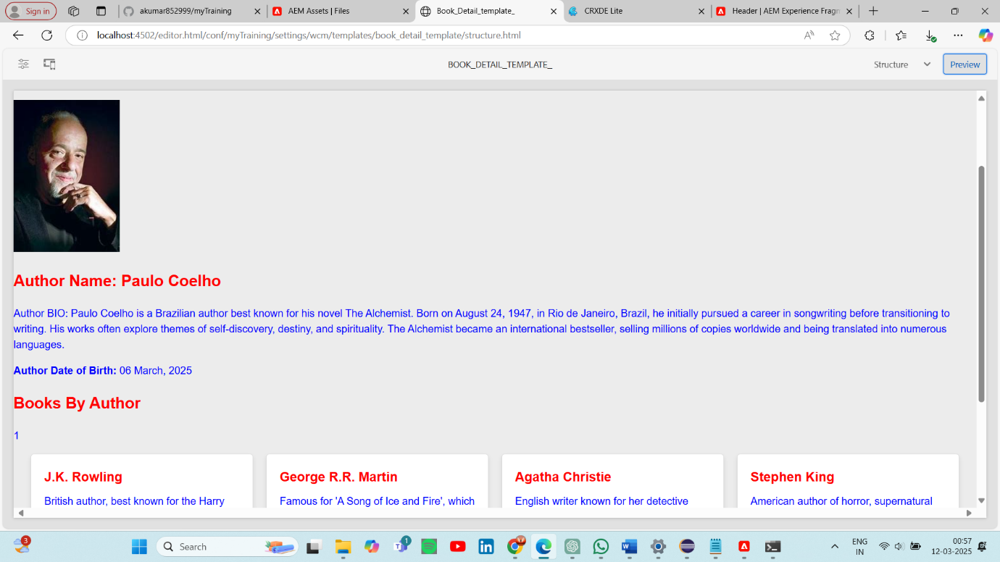 Sign in
akumar852999/myTraining
AEM Assets | Files
Book_Detail_template_
CRXDE Lite
Header | AEM Experience Fragm
localhost:4502/editor.html/conf/myTraining/settings/wcm/templates/book_detail_template/structure.html
BOOK_DETAIL_TEMPLATE_
Structure
Preview
Author Name: Paulo Coelho
Author BIO: Paulo Coelho is a Brazilian author best known for his novel The Alchemist. Born on August 24, 1947, in Rio de Janeiro, Brazil, he initially pursued a career in songwriting before transitioning to
writing. His works often explore themes of self-discovery, destiny, and spirituality. The Alchemist became an international bestseller, selling millions of copies worldwide and being translated into numerous
languages.
Author Date of Birth: 06 March, 2025
Books By Author
1
J.K. Rowling
British author, best known for the Harry
George R.R. Martin
Famous for 'A Song of Ice and Fire', which
Agatha Christie
English writer known for her detective
Stephen King
American author of horror, supernatural
3
Search
1
ENG
IN
00:57
12-03-2025